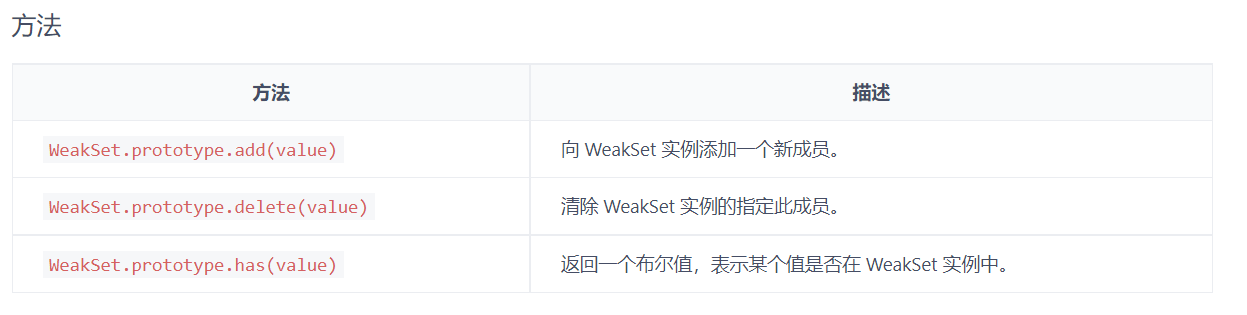 方法
方法 描述
WeakSet.prototype.add(value) 向 WeakSet 实例添加一个新成员。
WeakSet.prototype.delete(value) 清除 WeakSet 实例的指定此成员。
WeakSet.prototype.has(value) 返回一个布尔值，表示某个值是否在 WeakSet 实例中。